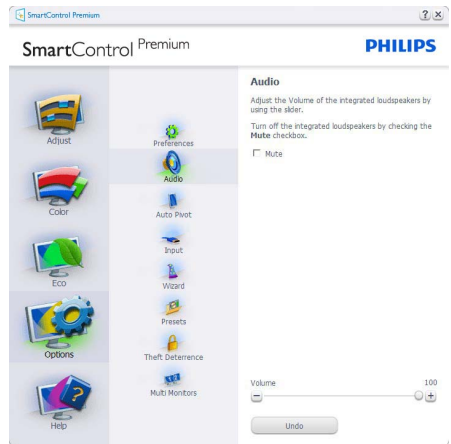 SmartControl Premium
SmartControl Premium
PHILIPS
Adjust
Color
Eco
Options
Help
Preferences
Audio
Auto Pivot
Input
Wizard
Presets
Theft Deterrence
Multi Monitors
Audio
Adjust the Volume of the integrated loudspeakers by
using the slider.
Turn off the integrated loudspeakers by checking the
Mute checkbox.
Mute
Volume 100
Undo